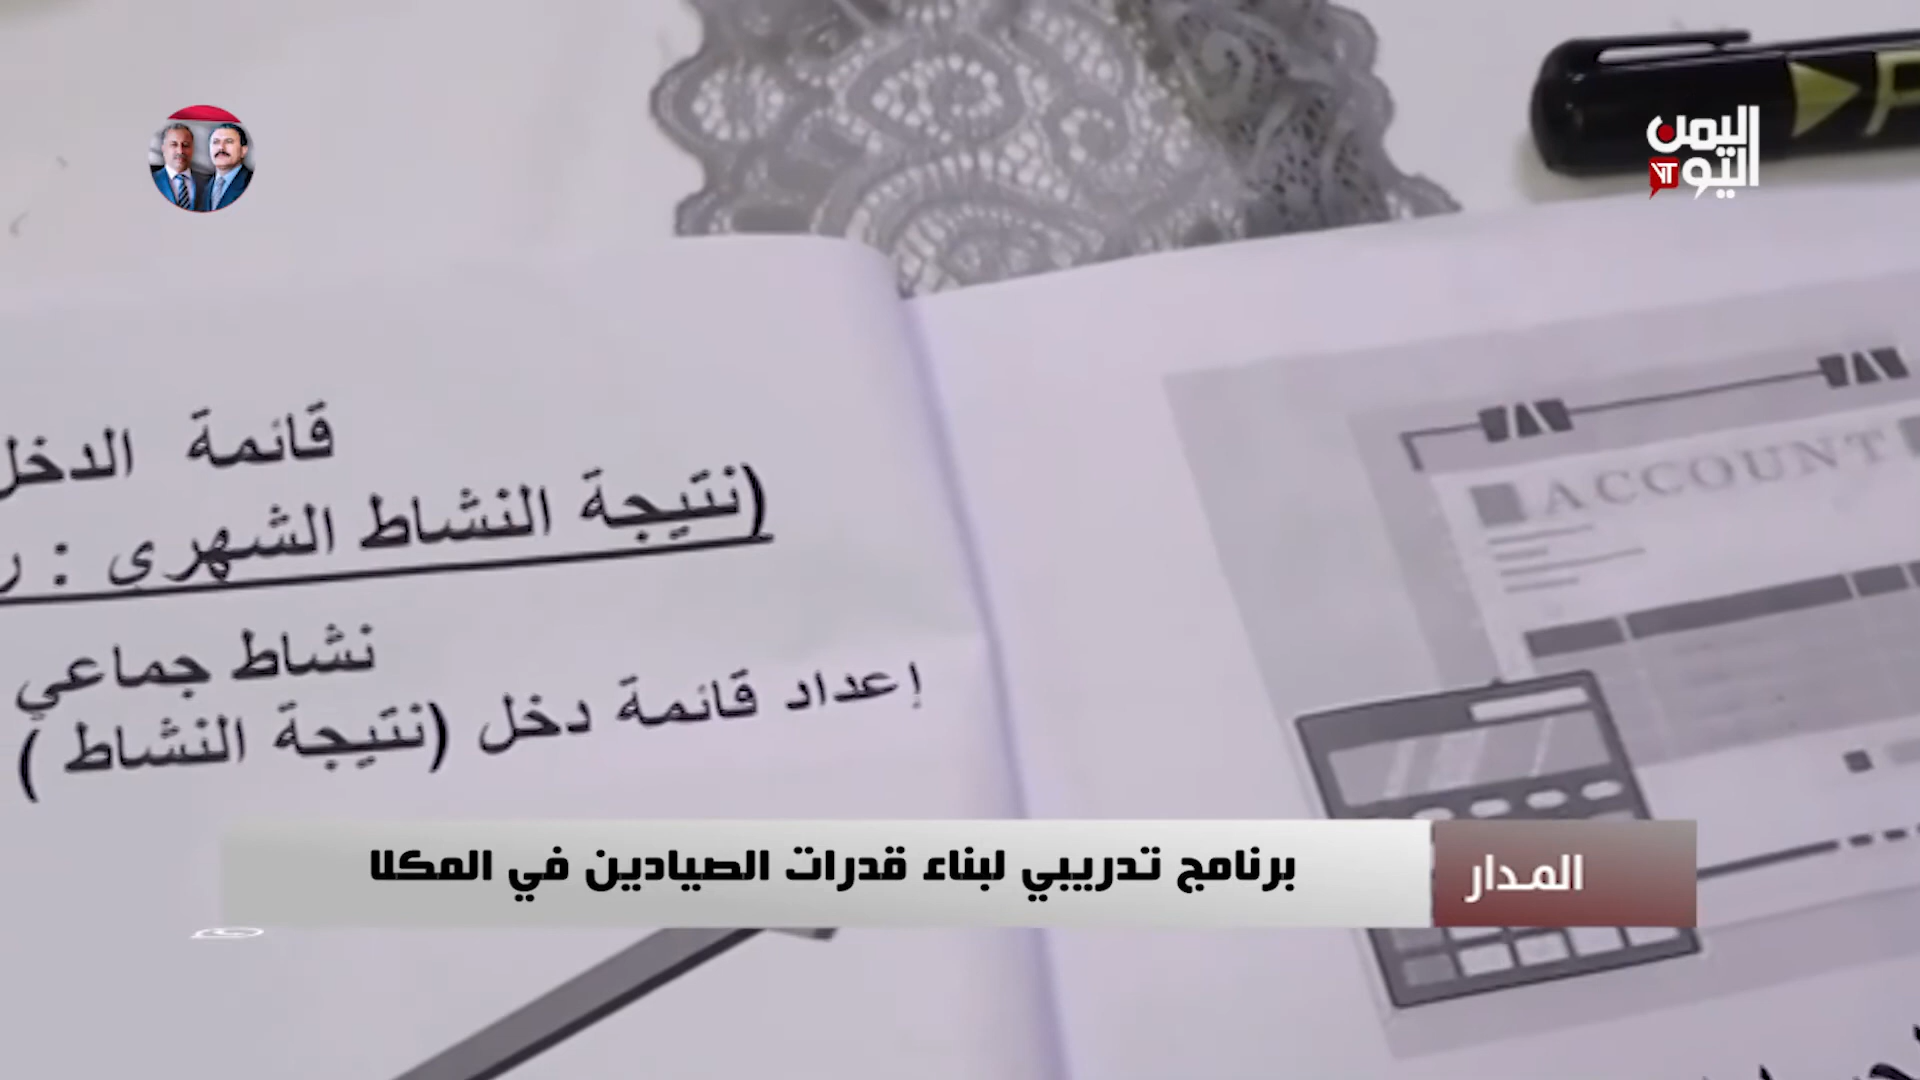 اليمن
اليوم
YT
قائمة الدخل
(نتيجة النشاط الشهري :
نشاط جماعي
إعداد قائمة دخل (نتيجة النشاط )
ACCOUNT
المدار
برنامج تدريبي لبناء قدرات الصيادين في المكلا